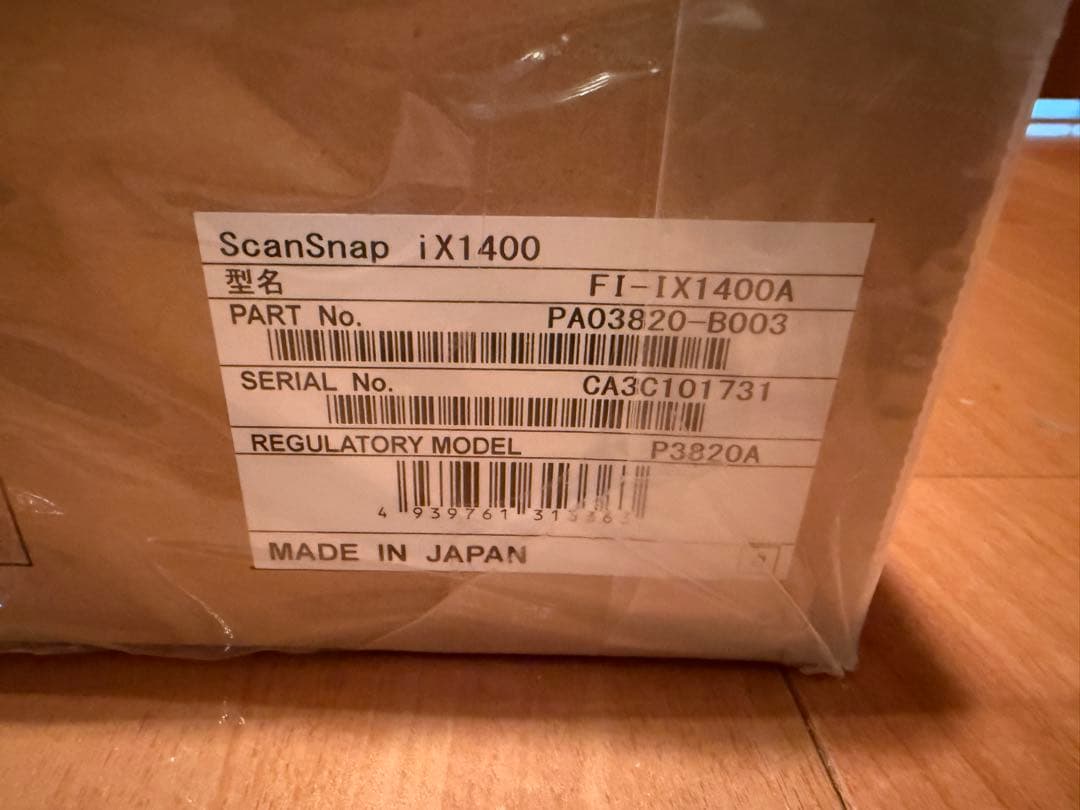 ScanSnap iX1400
型名 FI-IX1400A
PART No. PA03820-B003
SERIAL No. CA3C101731
REGULATORY MODEL P3820A
MADE IN JAPAN